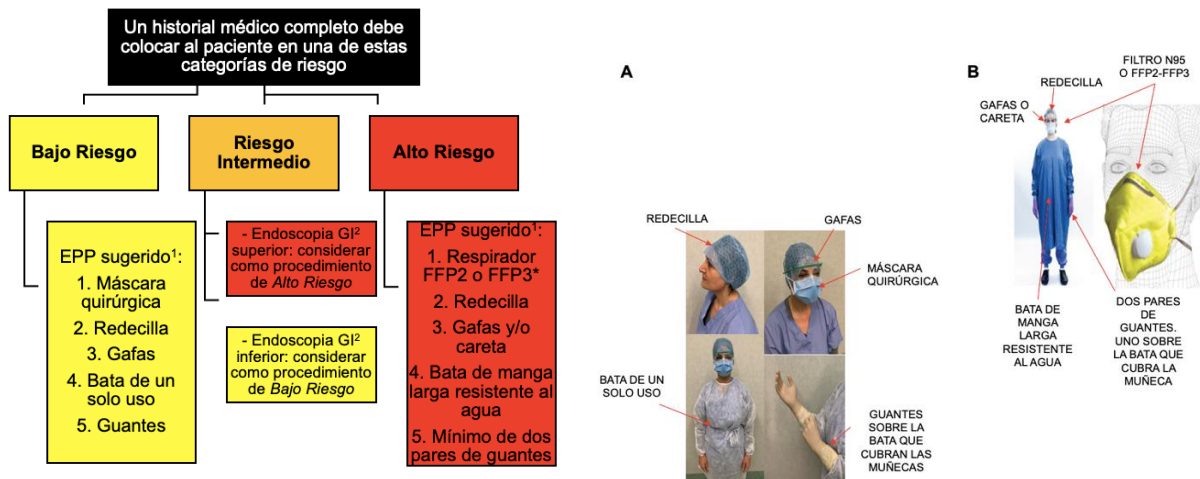 Un historial médico completo debe
colocar al paciente en una de estas
categorías de riesgo
Bajo Riesgo
Riesgo
Intermedio
Alto Riesgo
EPP sugerido¹:
1. Máscara
quirúrgica
2. Redecilla
3. Gafas
4. Bata de un
solo uso
5. Guantes
- Endoscopia GI²
superior: considerar
como procedimiento
de Alto Riesgo
- Endoscopia GI²
inferior: considerar
como procedimiento
de Bajo Riesgo
EPP sugerido¹:
1. Respirador
FFP2 o FFP3*
2. Redecilla
3. Gafas y/o
careta
4. Bata de manga
larga resistente al
agua
5. Mínimo de dos
pares de guantes
A
REDECILLA
GAFAS
MÁSCARA
QUIRÚRGICA
BATA DE UN
SOLO USO
GUANTES
SOBRE LA
BATA QUE
CUBRAN LAS
MUÑECAS
B
FILTRO N95
O FFP2-FFP3
REDECILLA
GAFAS O
CARETA
BATA DE
MANGA
LARGA
RESISTENTE
AL AGUA
DOS PARES
DE
GUANTES.
UNO SOBRE
LA BATA QUE
CUBRA LA
MUÑECA